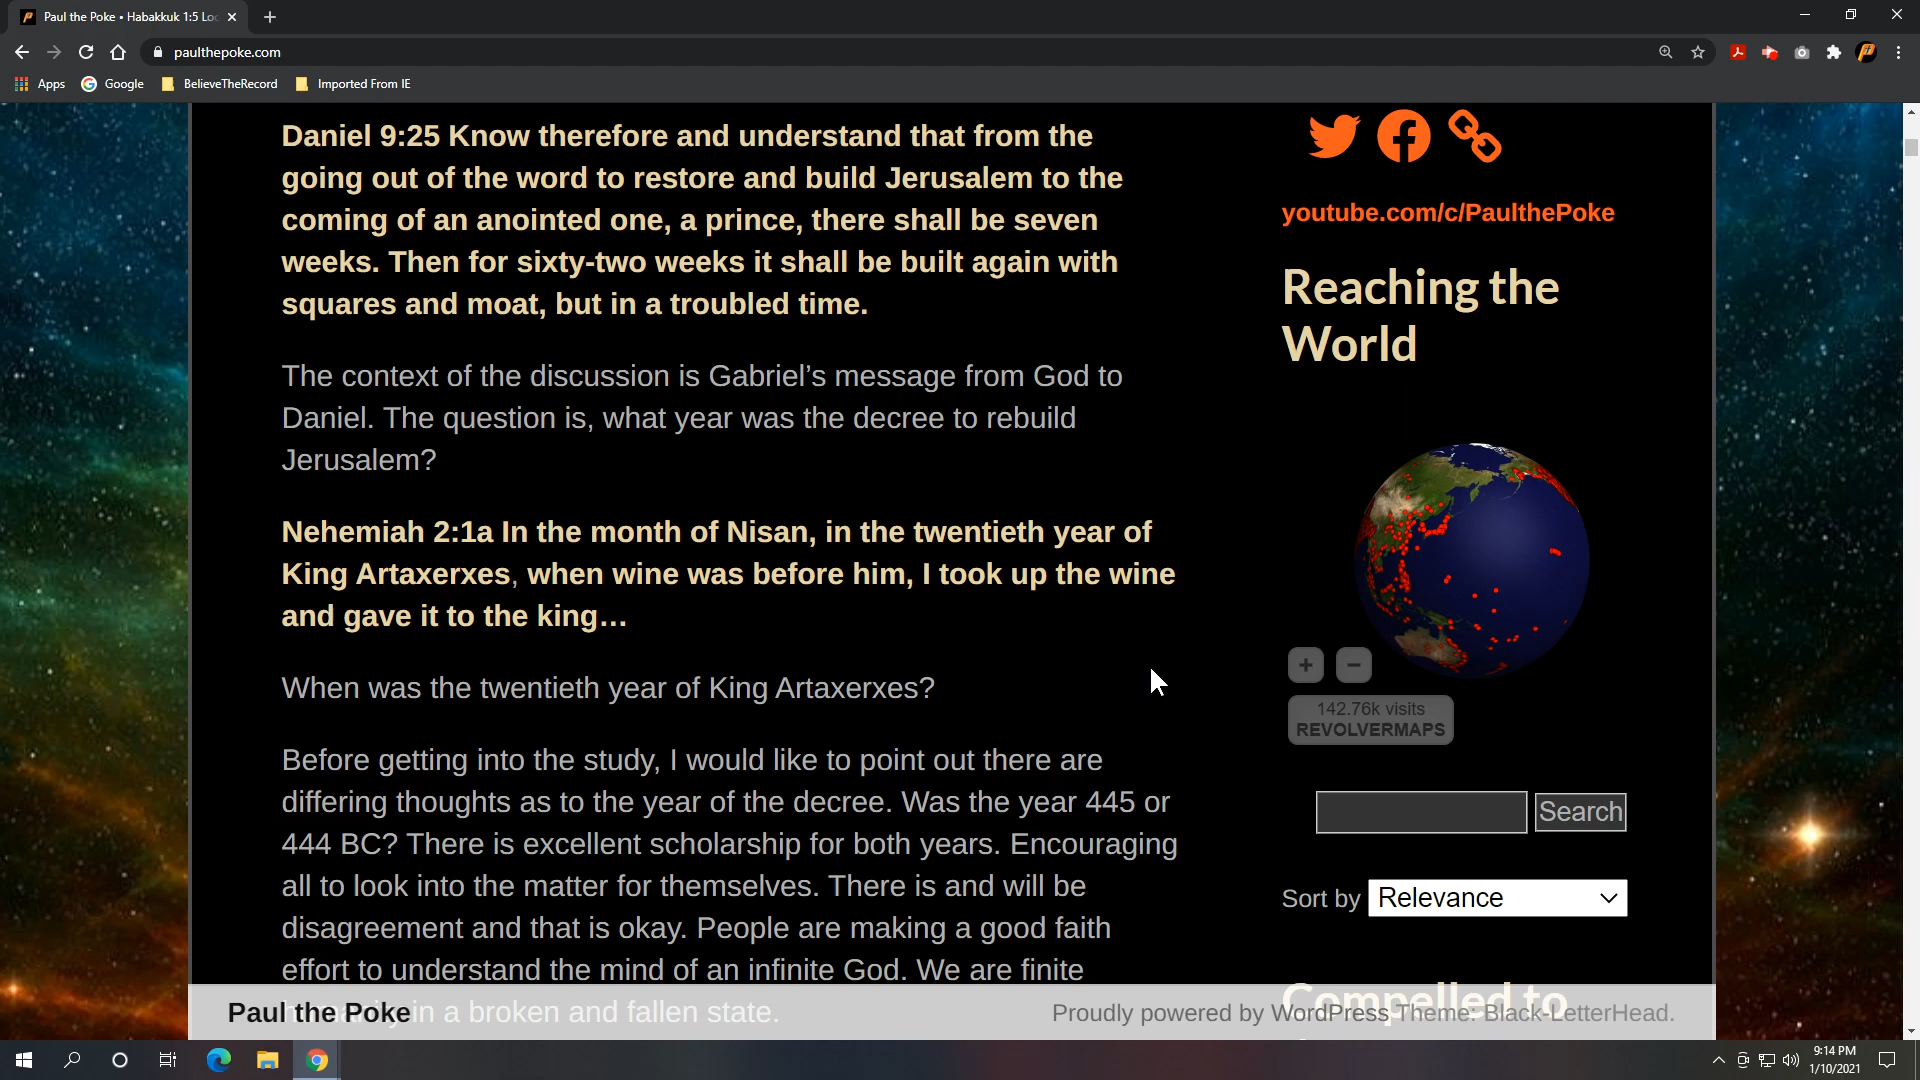 Paul the Poke • Habakkuk 1:5 Loo
paulthepoke.com
Apps
Google
BelieveTheRecord
Imported From IE
Daniel 9:25 Know therefore and understand that from the
going out of the word to restore and build Jerusalem to the
coming of an anointed one, a prince, there shall be seven
weeks. Then for sixty-two weeks it shall be built again with
squares and moat, but in a troubled time.
The context of the discussion is Gabriel’s message from God to
Daniel. The question is, what year was the decree to rebuild
Jerusalem?
Nehemiah 2:1a In the month of Nisan, in the twentieth year of
King Artaxerxes, when wine was before him, I took up the wine
and gave it to the king…
When was the twentieth year of King Artaxerxes?
Before getting into the study, I would like to point out there are
differing thoughts as to the year of the decree. Was the year 445 or
444 BC? There is excellent scholarship for both years. Encouraging
all to look into the matter for themselves. There is and will be
disagreement and that is okay. People are making a good faith
effort to understand the mind of an infinite God. We are finite
in a broken and fallen state.
youtube.com/c/PaulthePoke
Reaching the
World
+ −
142.76k visits
REVOLVERMAPS
Search
Sort by Relevance
Compelled to
Paul the Poke
Proudly powered by WordPress Theme: Black-LetterHead.
9:14 PM
1/10/2021